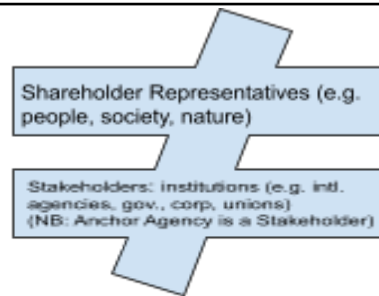 Shareholder Representatives (e.g.
people, society, nature)
Stakeholders: institutions (e.g. intl.
agencies, gov., corp, unions)
(NB: Anchor Agency is a Stakeholder)